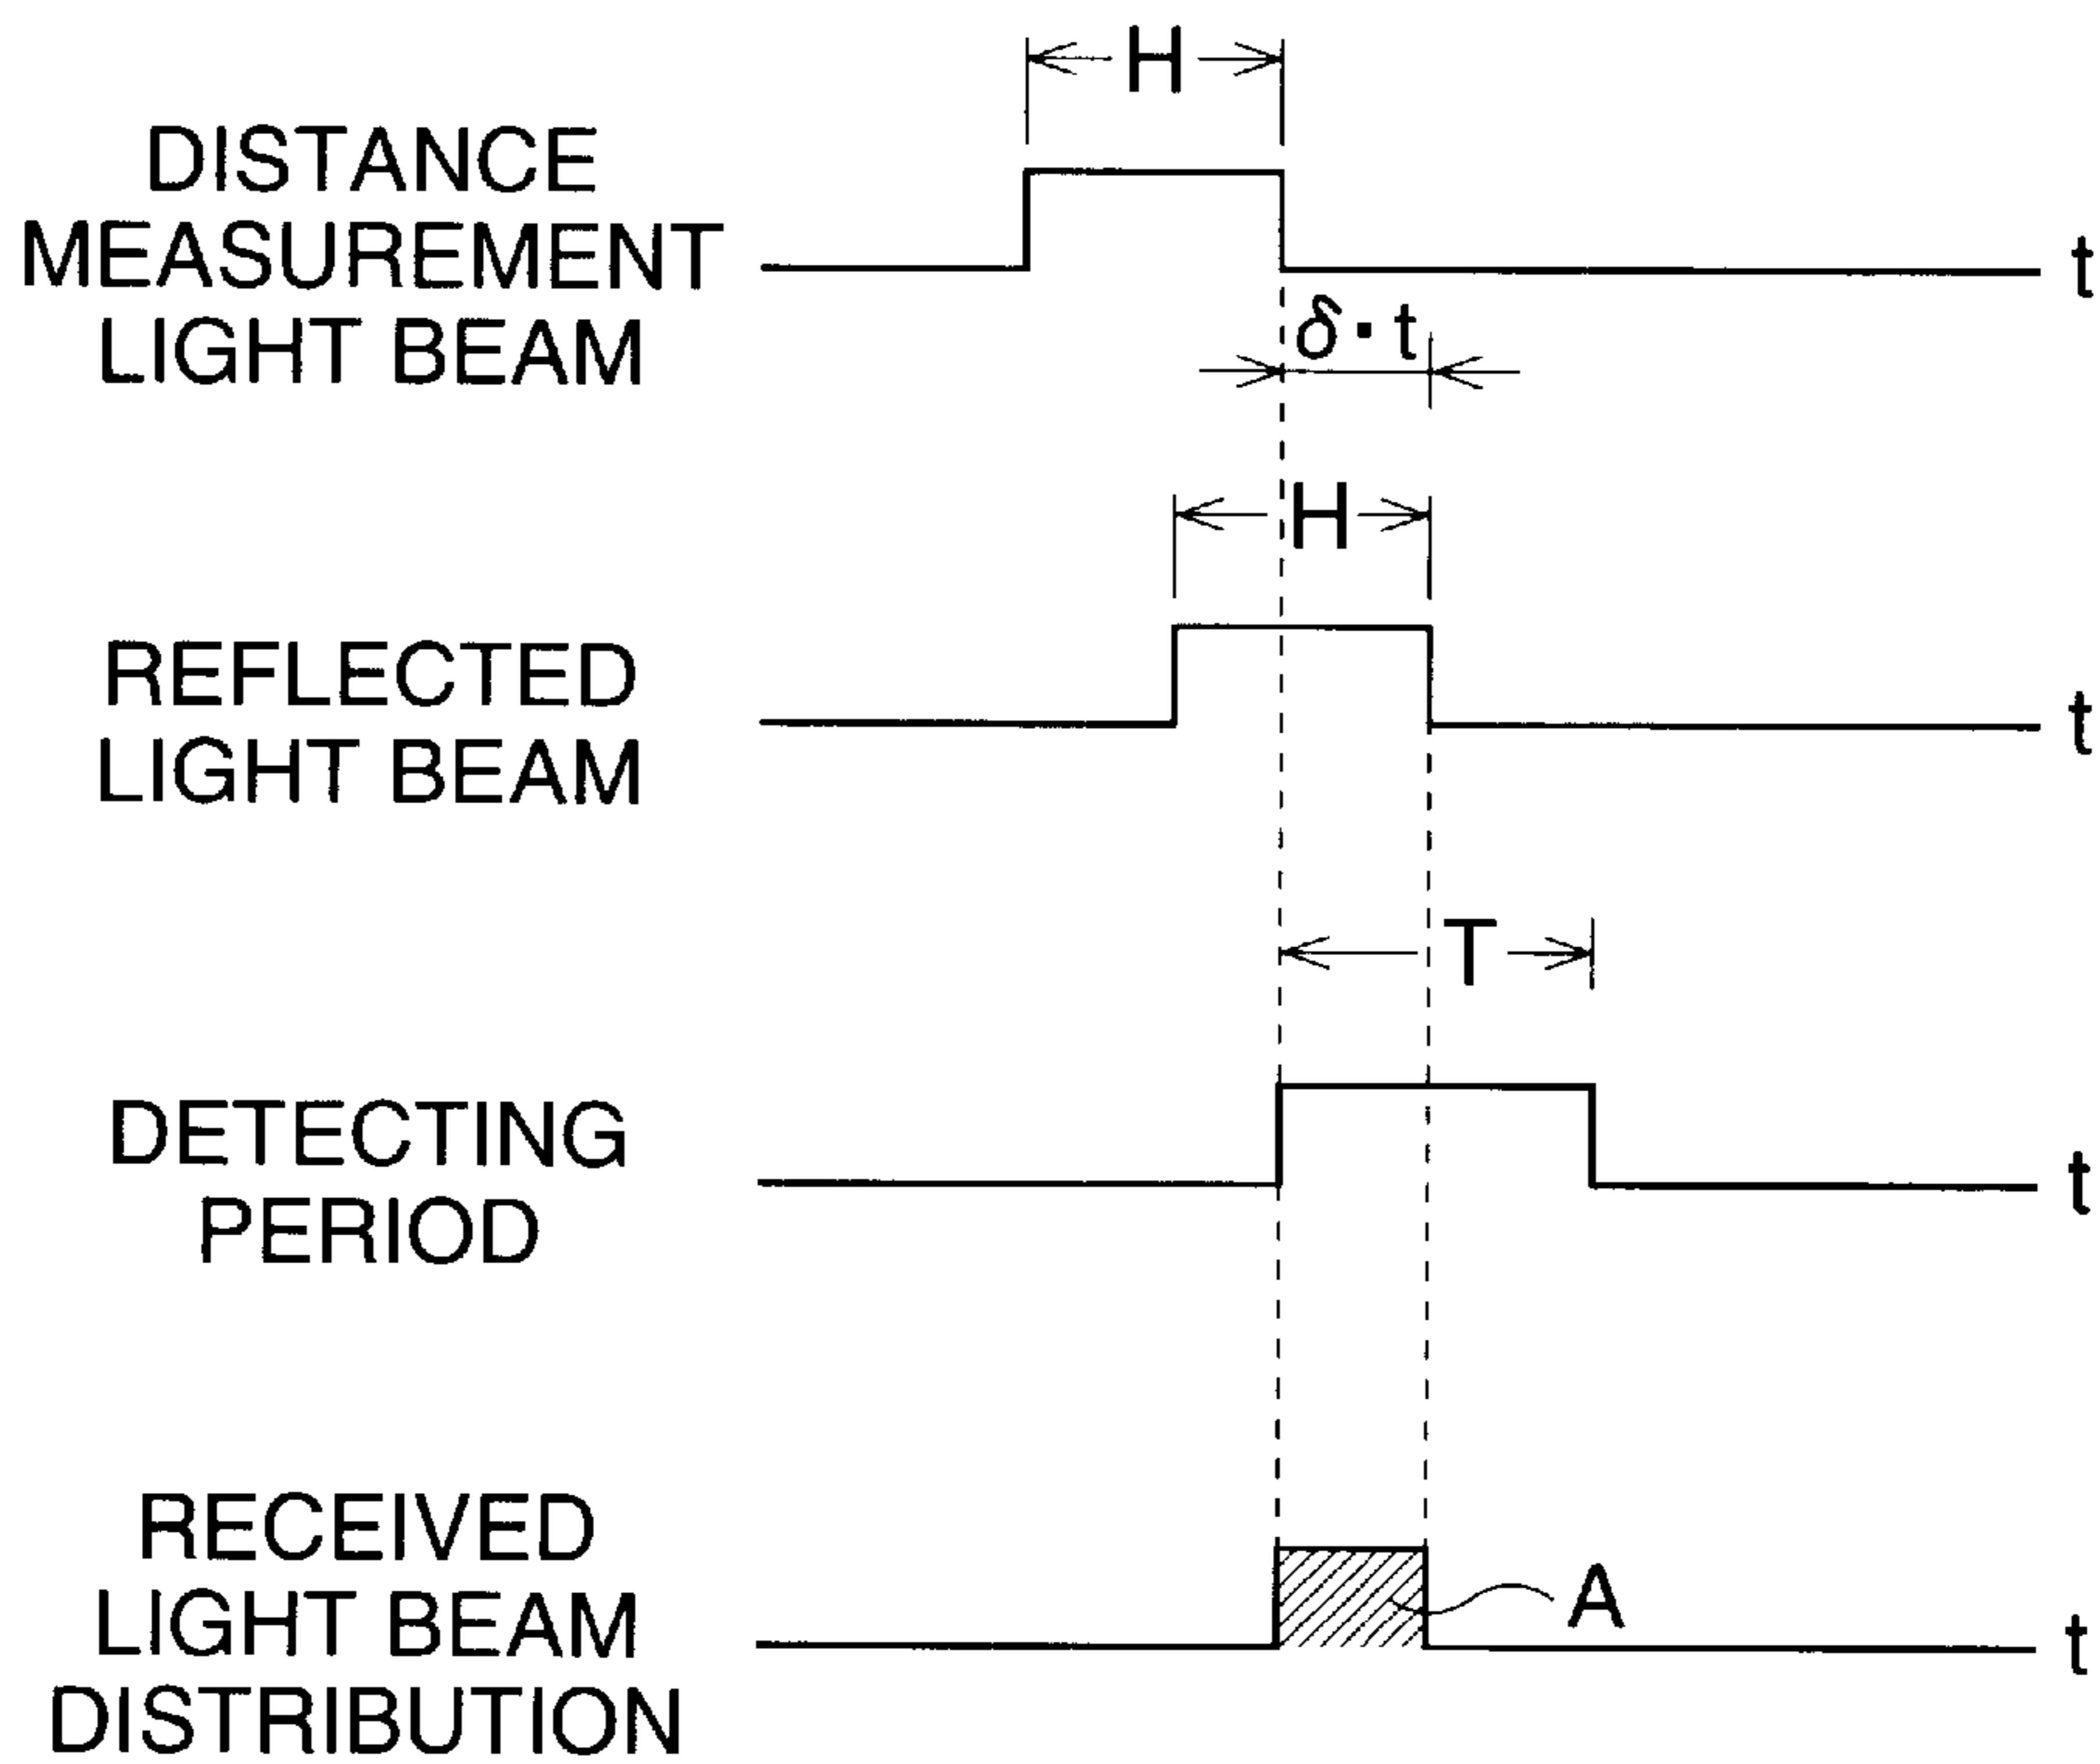 H
DISTANCE
MEASUREMENT
LIGHT BEAM
t
δ·t
H
REFLECTED
LIGHT BEAM
t
T
DETECTING
PERIOD
t
RECEIVED
LIGHT BEAM
DISTRIBUTION
A
t